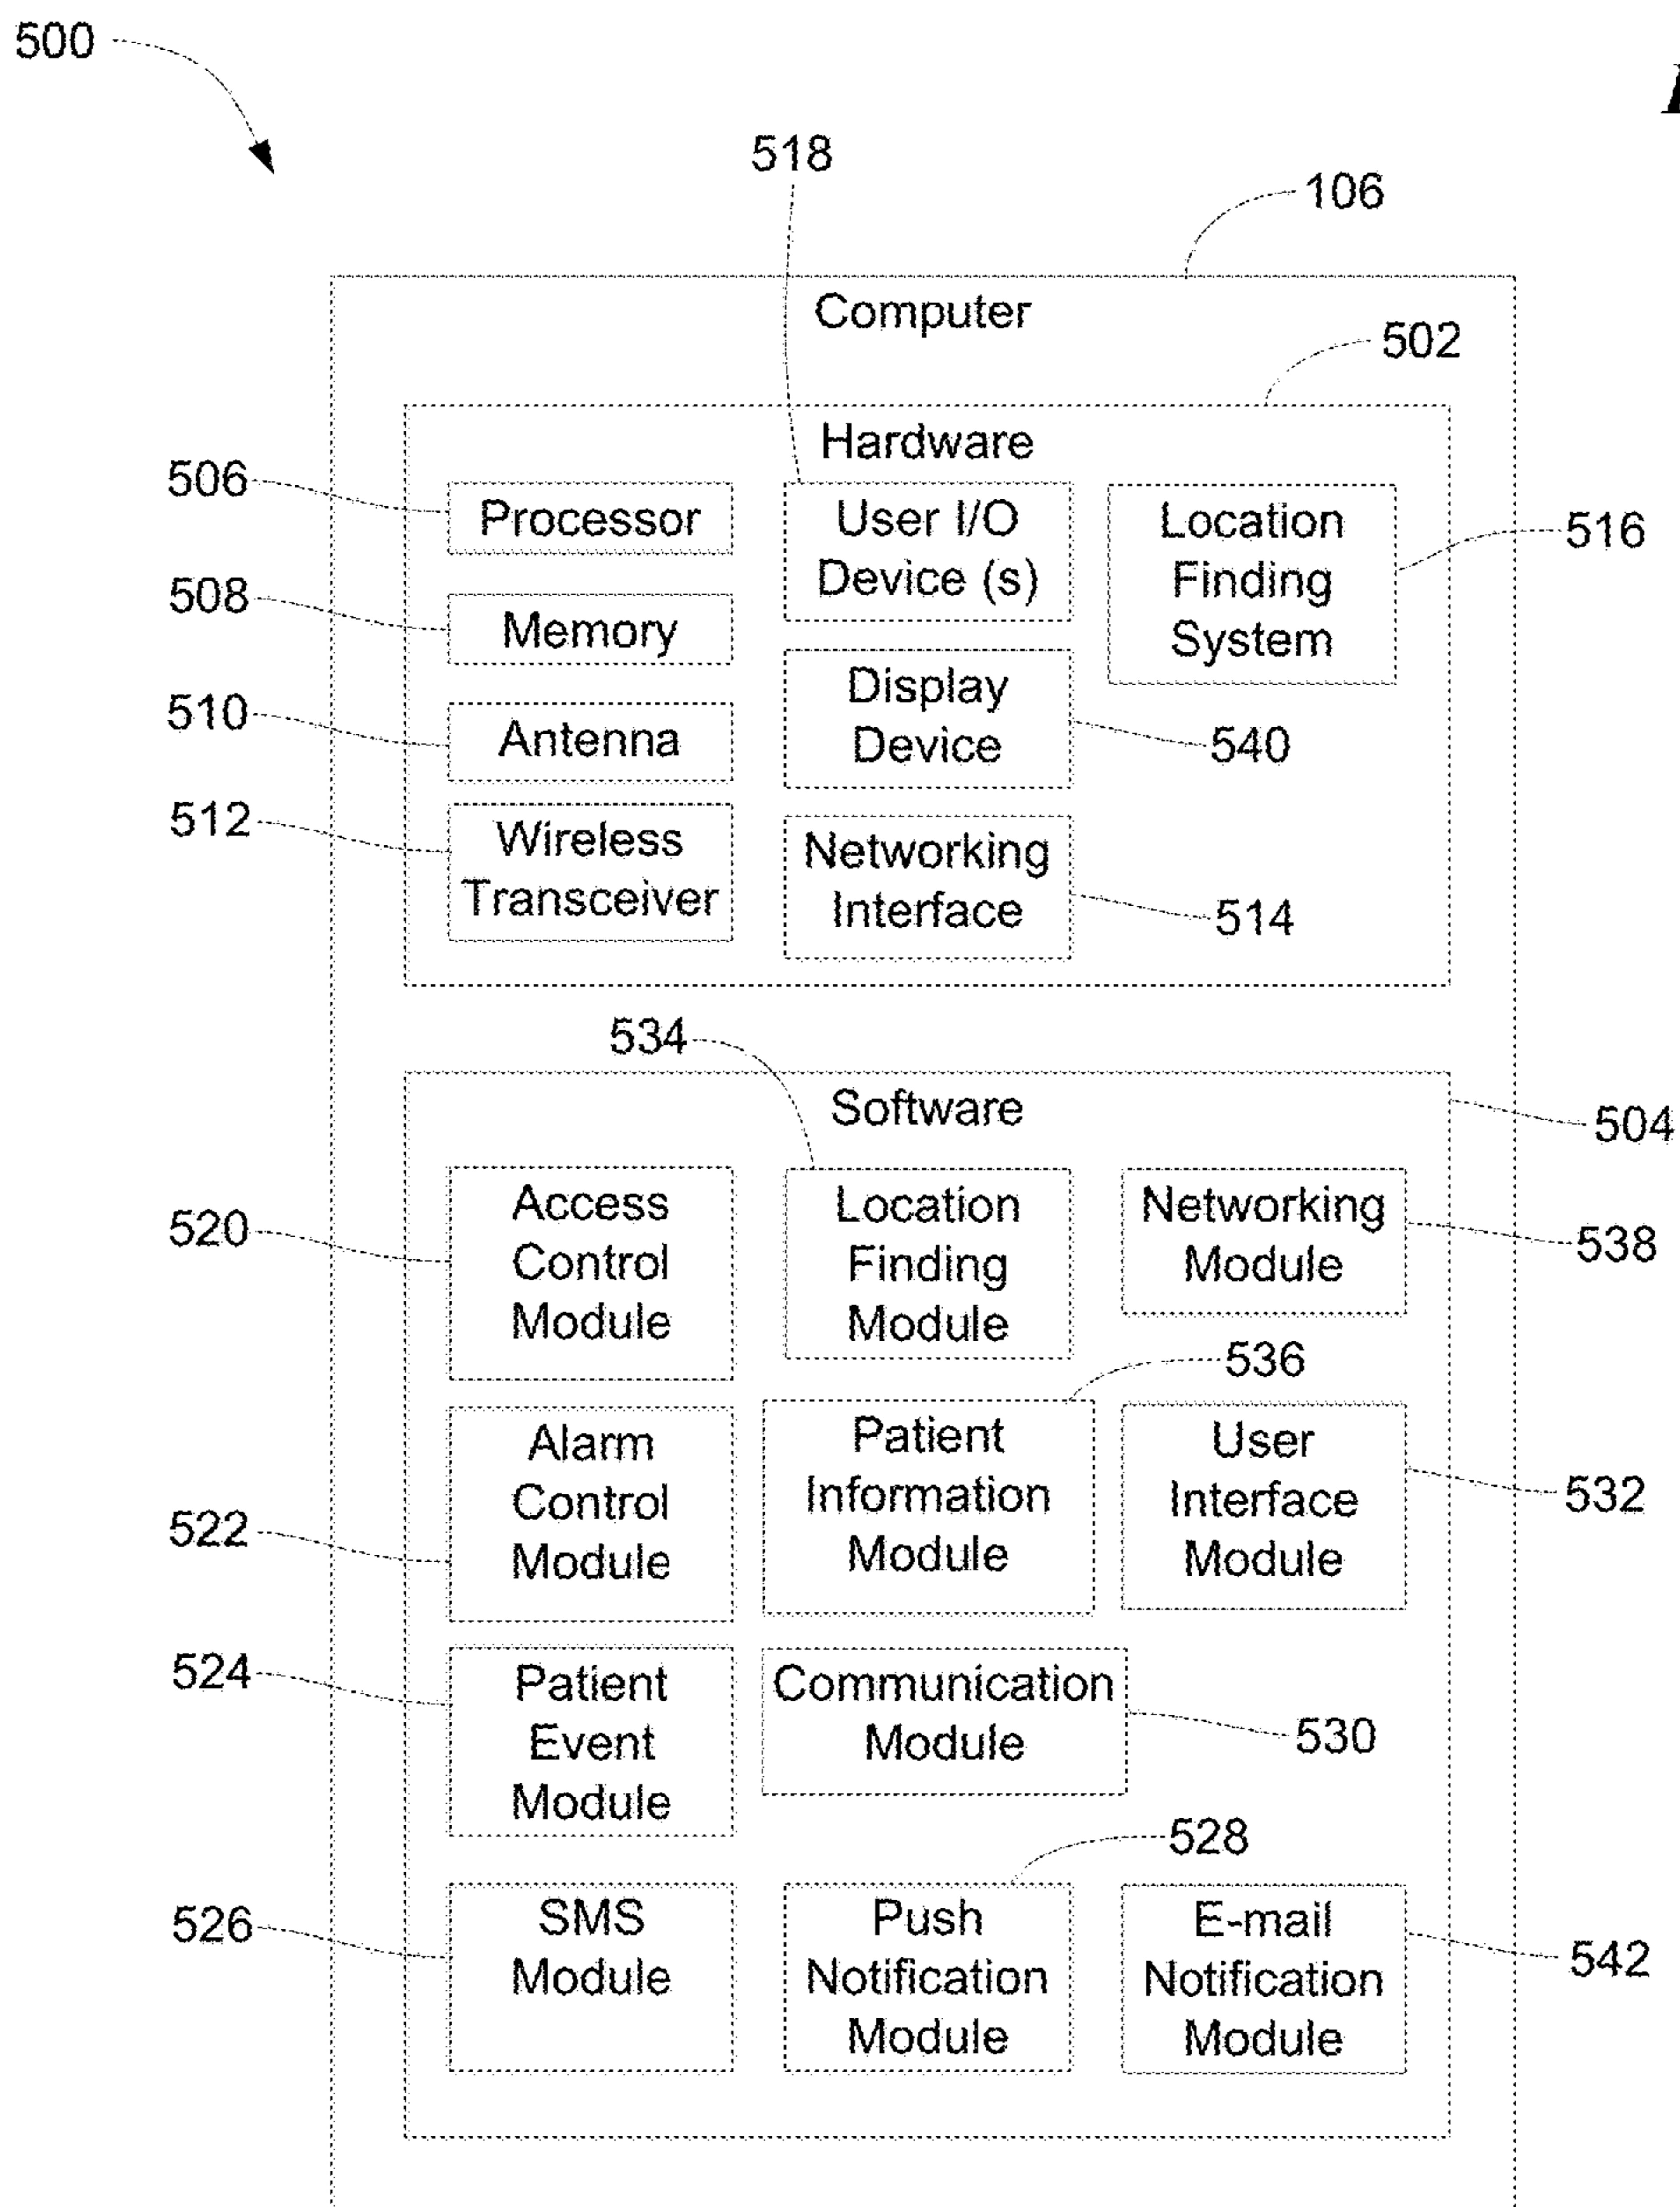 500
518
106
Computer
502
Hardware
506
Processor
User I/O
Device (s)
Location
Finding
System
516
508
Memory
510
Antenna
Display
Device
540
512
Wireless
Transceiver
Networking
Interface
514
534
Software
504
520
Access
Control
Module
Location
Finding
Module
Networking
Module
538
536
522
Alarm
Control
Module
Patient
Information
Module
User
Interface
Module
532
524
Patient
Event
Module
Communication
Module
530
528
526
SMS
Module
Push
Notification
Module
E-mail
Notification
Module
542